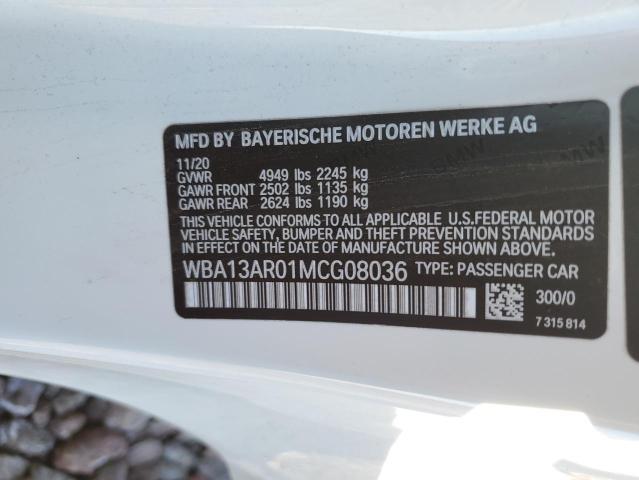 MFD BY BAYERISCHE MOTOREN WERKE AG
11/20
GVWR 4949 lbs 2245 kg
GAWR FRONT 2502 lbs 1135 kg
GAWR REAR 2624 lbs 1190 kg
THIS VEHICLE CONFORMS TO ALL APPLICABLE U.S.FEDERAL MOTOR
VEHICLE SAFETY, BUMPER AND THEFT PREVENTION STANDARDS
IN EFFECT ON THE DATE OF MANUFACTURE SHOWN ABOVE.
WBA13AR01MCG08036 TYPE: PASSENGER CAR
300/0
7 315 814